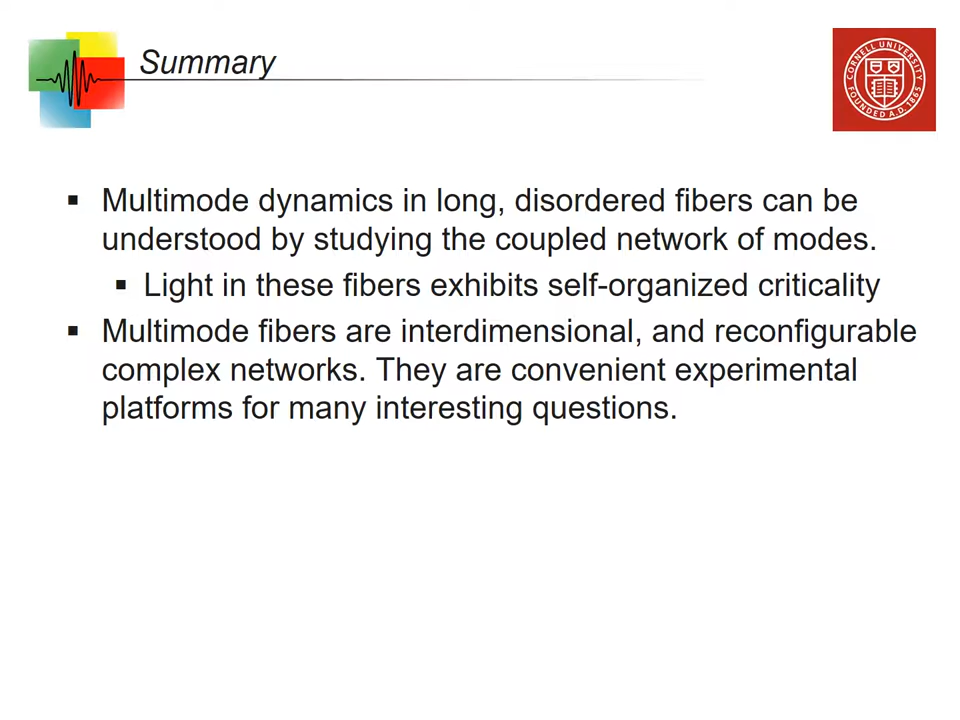 Summary
CORNELL UNIVERSITY
FOUNDED A.D. 1865
▪ Multimode dynamics in long, disordered fibers can be
understood by studying the coupled network of modes.
▪ Light in these fibers exhibits self-organized criticality
▪ Multimode fibers are interdimensional, and reconfigurable
complex networks. They are convenient experimental
platforms for many interesting questions.